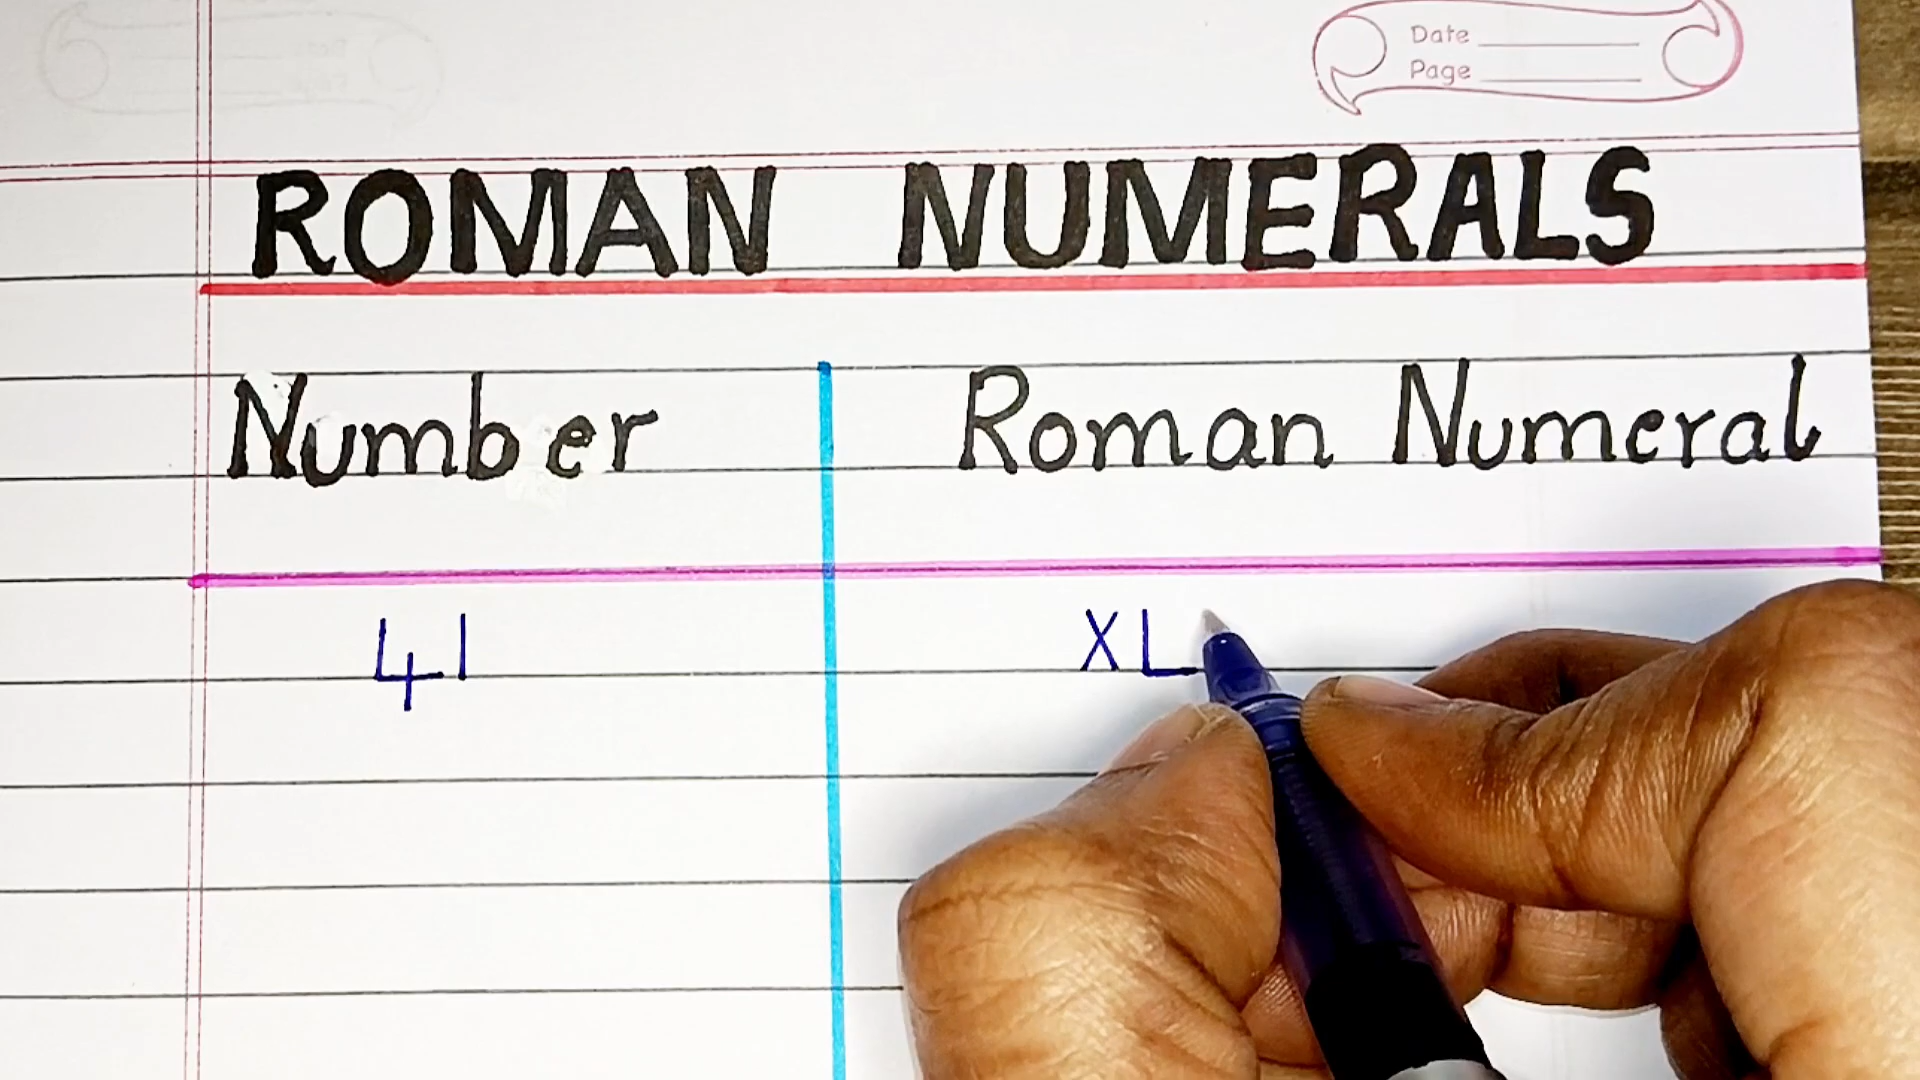 Date
Page
ROMAN NUMERALS
Number Roman Numeral
41 XL